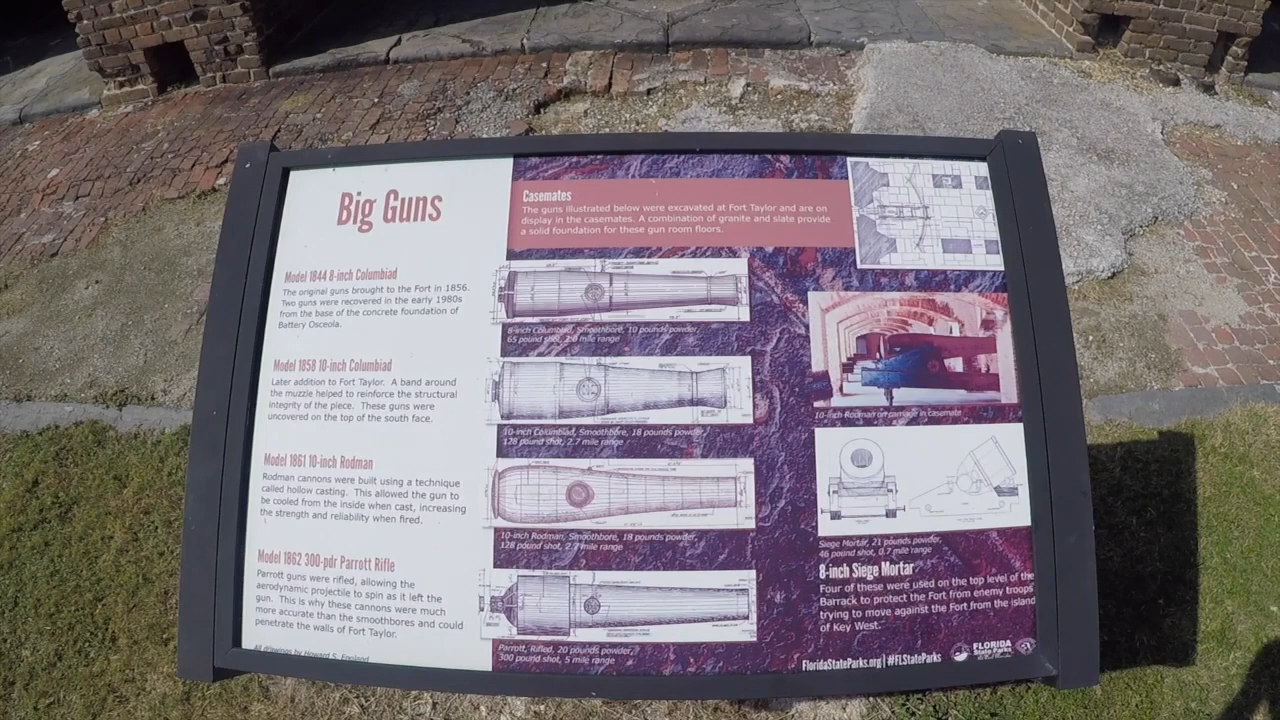 Big Guns
Model 1844 8-inch Columbiad
The original guns brought to the Fort in 1856.
Two guns were recovered in the early 1980s
from the base of the concrete foundation of
Battery Osceola.
Model 1858 10-inch Columbiad
Later addition to Fort Taylor. A band around
the muzzle helped to reinforce the structural
integrity of the piece. These guns were
uncovered on the top of the south face.
Model 1861 10-inch Rodman
Rodman cannons were built using a technique
called hollow casting. This allowed the gun to
be cooled from the inside when cast, increasing
the strength and reliability when fired.
Model 1862 300-pdr Parrott Rifle
Parrott guns were rifled, allowing the
aerodynamic projectile to spin as it left the
gun. This is why these cannons were much
more accurate than the smoothbores and could
penetrate the walls of Fort Taylor.
All drawings by Howard S. England
Casemates
The guns illustrated below were excavated at Fort Taylor and are on
display in the casemates. A combination of granite and slate provide
a solid foundation for these gun room floors.
8-inch Columbiad, Smoothbore, 10 pounds powder,
65 pound shot, 2.6 mile range
10-inch Columbiad, Smoothbore, 18 pounds powder,
128 pound shot, 2.7 mile range
10-inch Rodman, Smoothbore, 18 pounds powder,
128 pound shot, 2.7 mile range
Parrott, Rifled, 20 pounds powder,
300 pound shot, 5 mile range
10-inch Rodman on carriage in casemate
Siege Mortar, 21 pounds powder,
46 pound shot, 0.7 mile range
8-inch Siege Mortar
Four of these were used on the top level of the
Barrack to protect the Fort from enemy troops
trying to move against the Fort from the island
of Key West.
FloridaStateParks.org | #FLStateParks
FLORIDA
State Parks